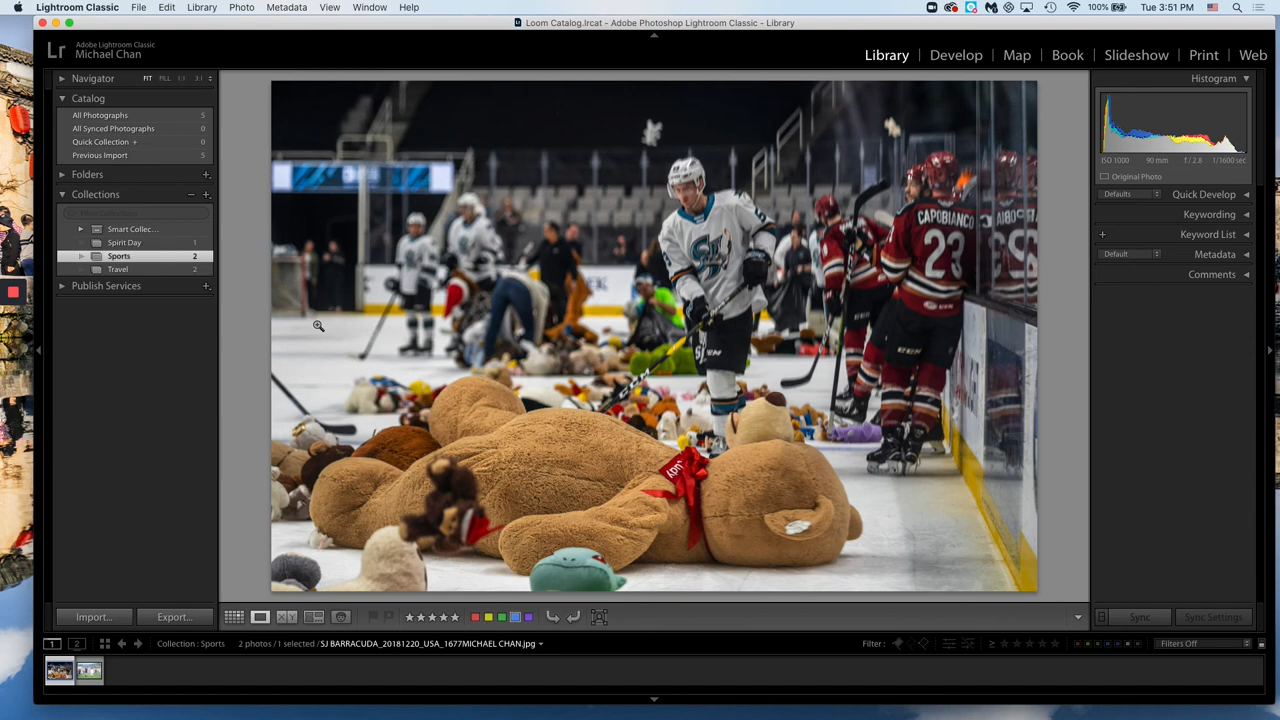 Lightroom Classic File Edit Library Photo Metadata View Window Help 100% Tue 3:51 PM
Loom Catalog.lrcat - Adobe Photoshop Lightroom Classic - Library
Lr Adobe Lightroom Classic
Michael Chan
Library | Develop | Map | Book | Slideshow | Print | Web
Navigator FIT FILL 1:1 3:1
Histogram
Catalog
All Photographs 5
All Synced Photographs 0
Quick Collection + 0
Previous Import 5
ISO 1000 90 mm f / 2.8 1/1600 sec
Original Photo
Folders
Collections
Smart Collec...
Spirit Day 1
Sports 2
Travel 2
Publish Services
Defaults Quick Develop
Keywording
Keyword List
Default Metadata
Comments
CAPOBIANCO
23
CCM
Import... Export...
Sync Sync Settings
1 2 Collection : Sports 2 photos / 1 selected / SJ BARRACUDA_20181220_USA_1677MICHAEL CHAN.jpg
Filter : Filters Off